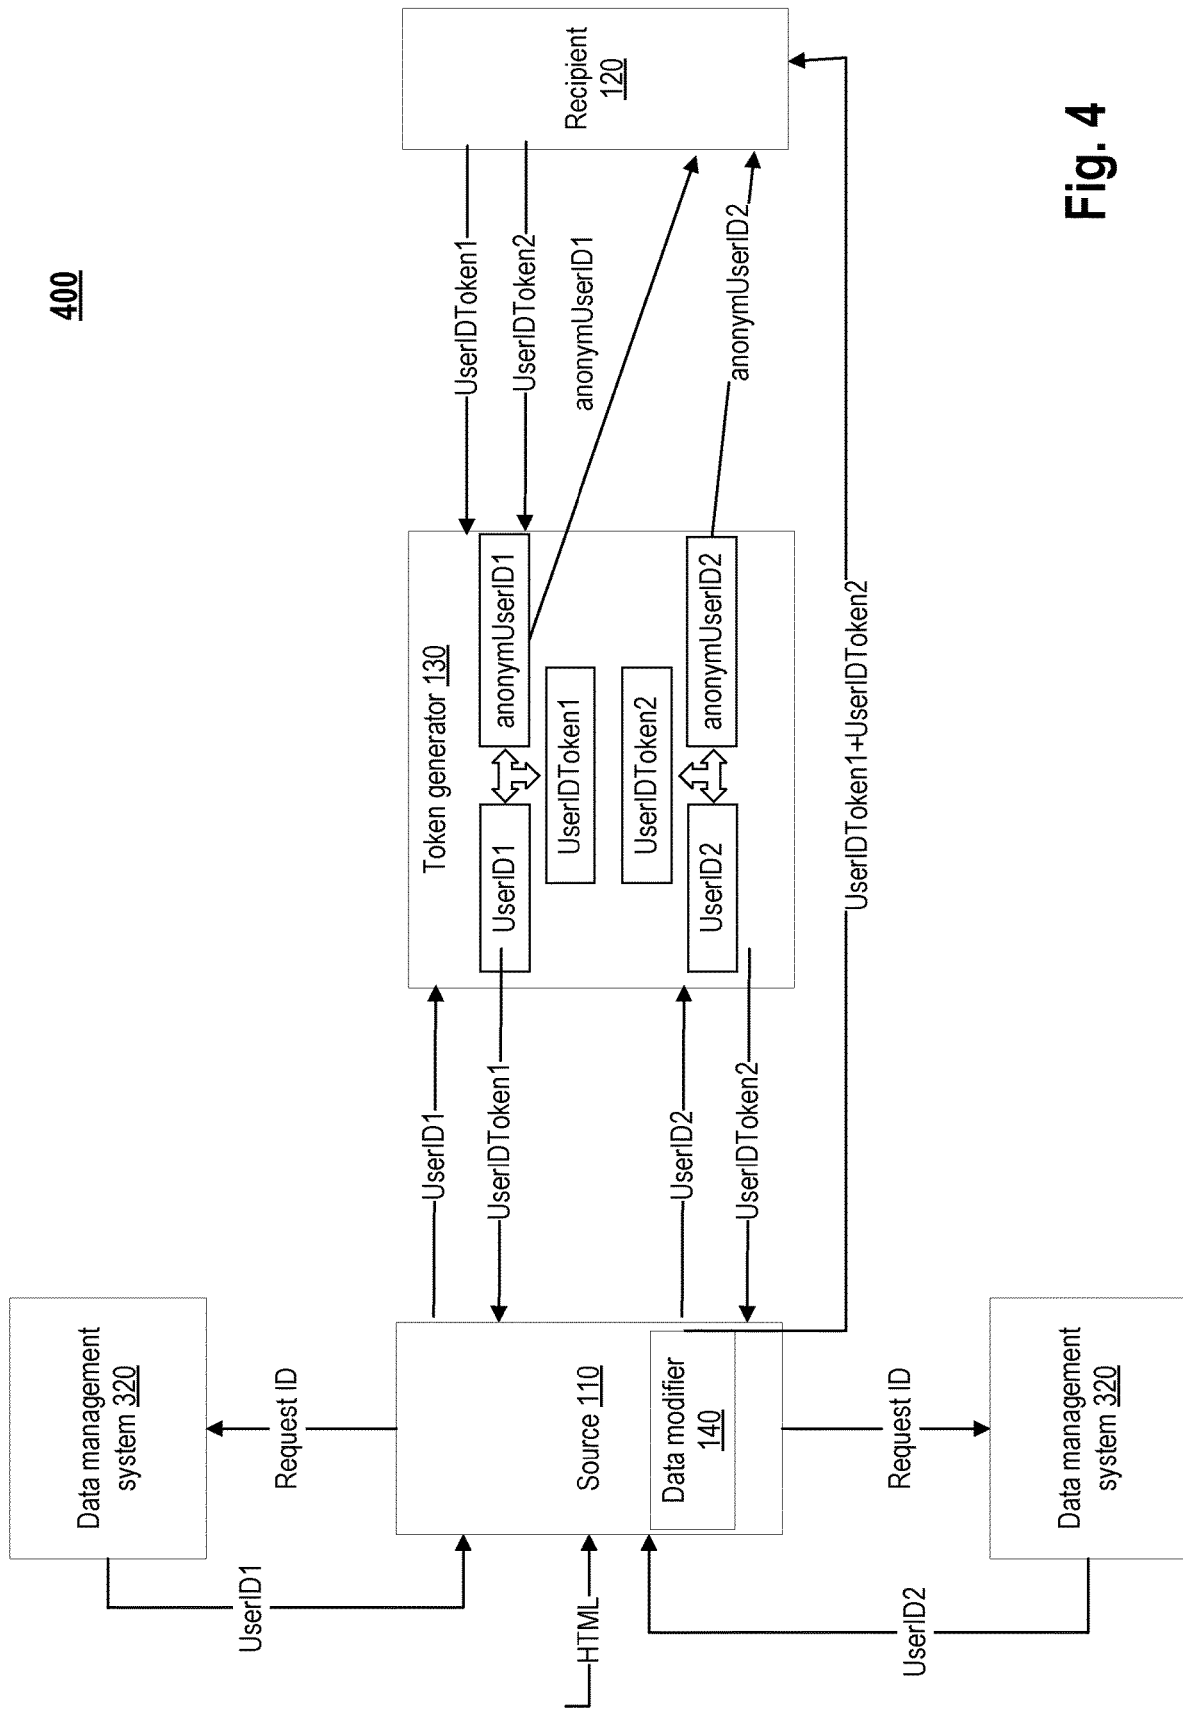 400
Data management
system 320
UserID1
Request ID
HTML
Source 110
Data modifier
140
UserID1
UserIDToken1
UserID2
UserIDToken2
Request ID
UserID2
Data management
system 320
Token generator 130
UserID1
anonymUserID1
UserIDToken1
UserIDToken2
UserID2
anonymUserID2
UserIDToken1
UserIDToken2
anonymUserID1
anonymUserID2
Recipient
120
UserIDToken1+UserIDToken2
Fig. 4